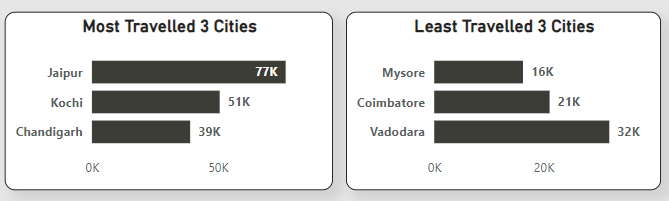 Most Travelled 3 Cities
Jaipur 77K
Kochi 51K
Chandigarh 39K
0K 50K
Least Travelled 3 Cities
Mysore 16K
Coimbatore 21K
Vadodara 32K
0K 20K